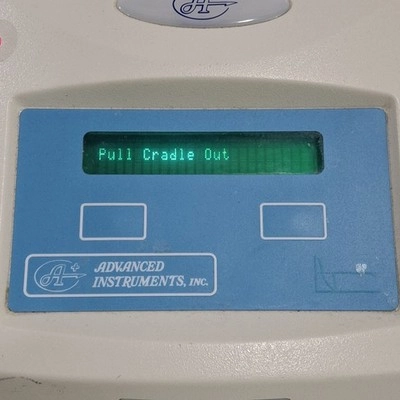 A+
Pull Cradle Out
A+ ADVANCED
INSTRUMENTS, INC.